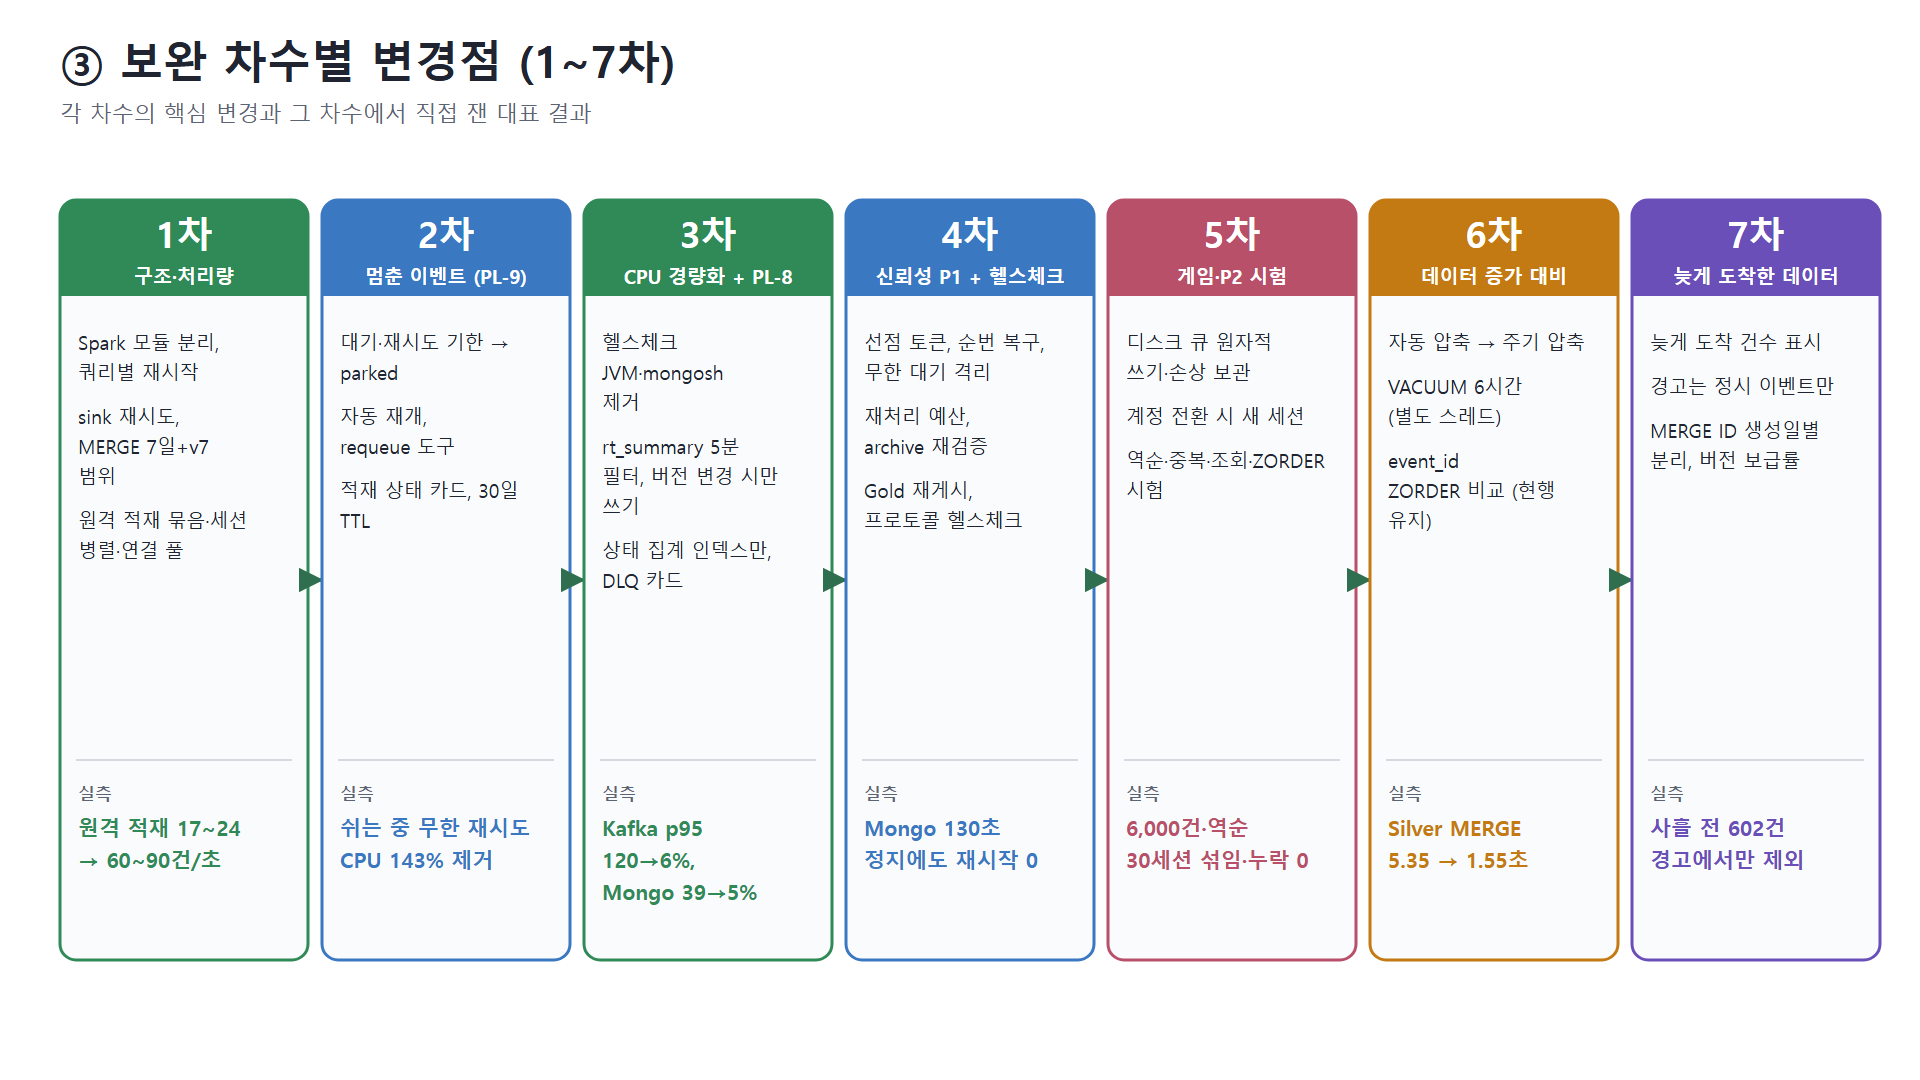 ③ 보완 차수별 변경점 (1~7차)
각 차수의 핵심 변경과 그 차수에서 직접 잰 대표 결과
1차
구조·처리량
Spark 모듈 분리,
쿼리별 재시작
sink 재시도,
MERGE 7일+v7
범위
원격 적재 묶음·세션
병렬·연결 풀
실측
원격 적재 17~24
→ 60~90건/초
2차
멈춘 이벤트 (PL-9)
대기·재시도 기한 →
parked
자동 재개,
requeue 도구
적재 상태 카드, 30일
TTL
실측
쉬는 중 무한 재시도
CPU 143% 제거
3차
CPU 경량화 + PL-8
헬스체크
JVM·mongosh
제거
rt_summary 5분
필터, 버전 변경 시만
쓰기
상태 집계 인덱스만,
DLQ 카드
실측
Kafka p95
120→6%,
Mongo 39→5%
4차
신뢰성 P1 + 헬스체크
선점 토큰, 순번 복구,
무한 대기 격리
재처리 예산,
archive 재검증
Gold 재게시,
프로토콜 헬스체크
실측
Mongo 130초
정지에도 재시작 0
5차
게임·P2 시험
디스크 큐 원자적
쓰기·손상 보관
계정 전환 시 새 세션
역순·중복·조회·ZORDER
시험
실측
6,000건·역순
30세션 섞임·누락 0
6차
데이터 증가 대비
자동 압축 → 주기 압축
VACUUM 6시간
(별도 스레드)
event_id
ZORDER 비교 (현행
유지)
실측
Silver MERGE
5.35 → 1.55초
7차
늦게 도착한 데이터
늦게 도착 건수 표시
경고는 정시 이벤트만
MERGE ID 생성일별
분리, 버전 보급률
실측
사흘 전 602건
경고에서만 제외